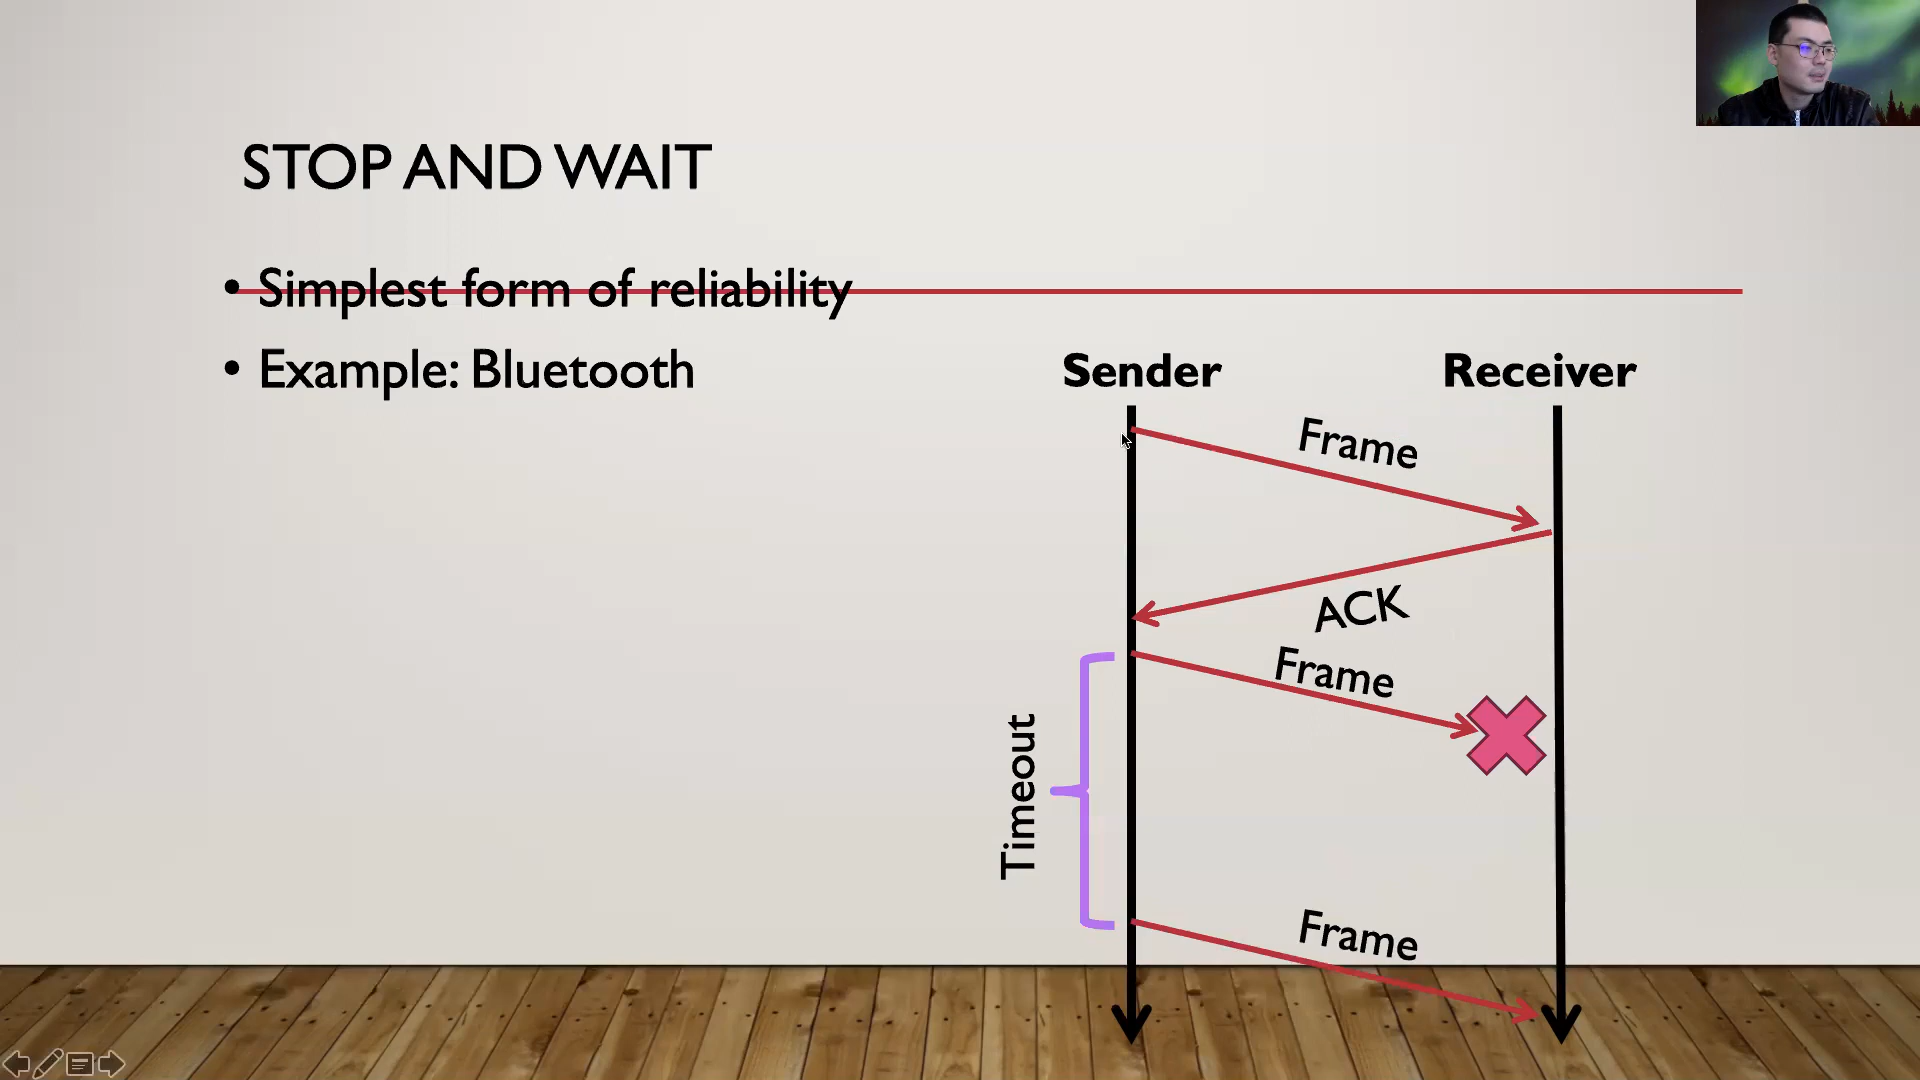 STOP AND WAIT
• Simplest form of reliability
• Example: Bluetooth
Sender
Receiver
Frame
ACK
Frame
Timeout
Frame